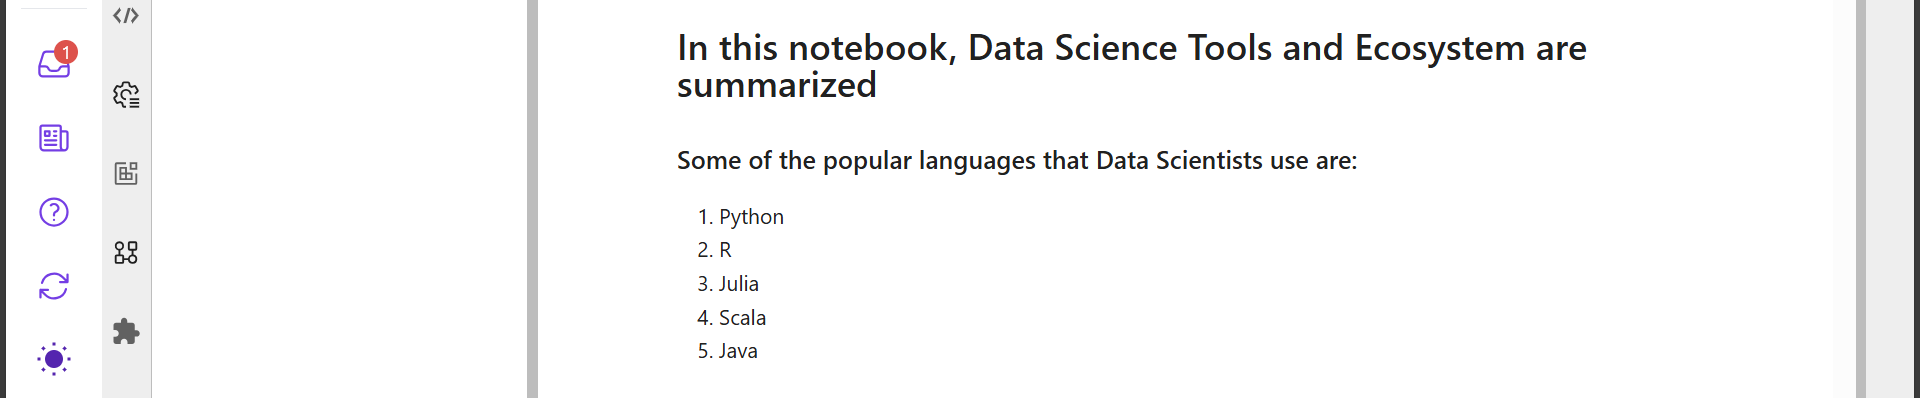 1
In this notebook, Data Science Tools and Ecosystem are
summarized
Some of the popular languages that Data Scientists use are:
1. Python
2. R
3. Julia
4. Scala
5. Java